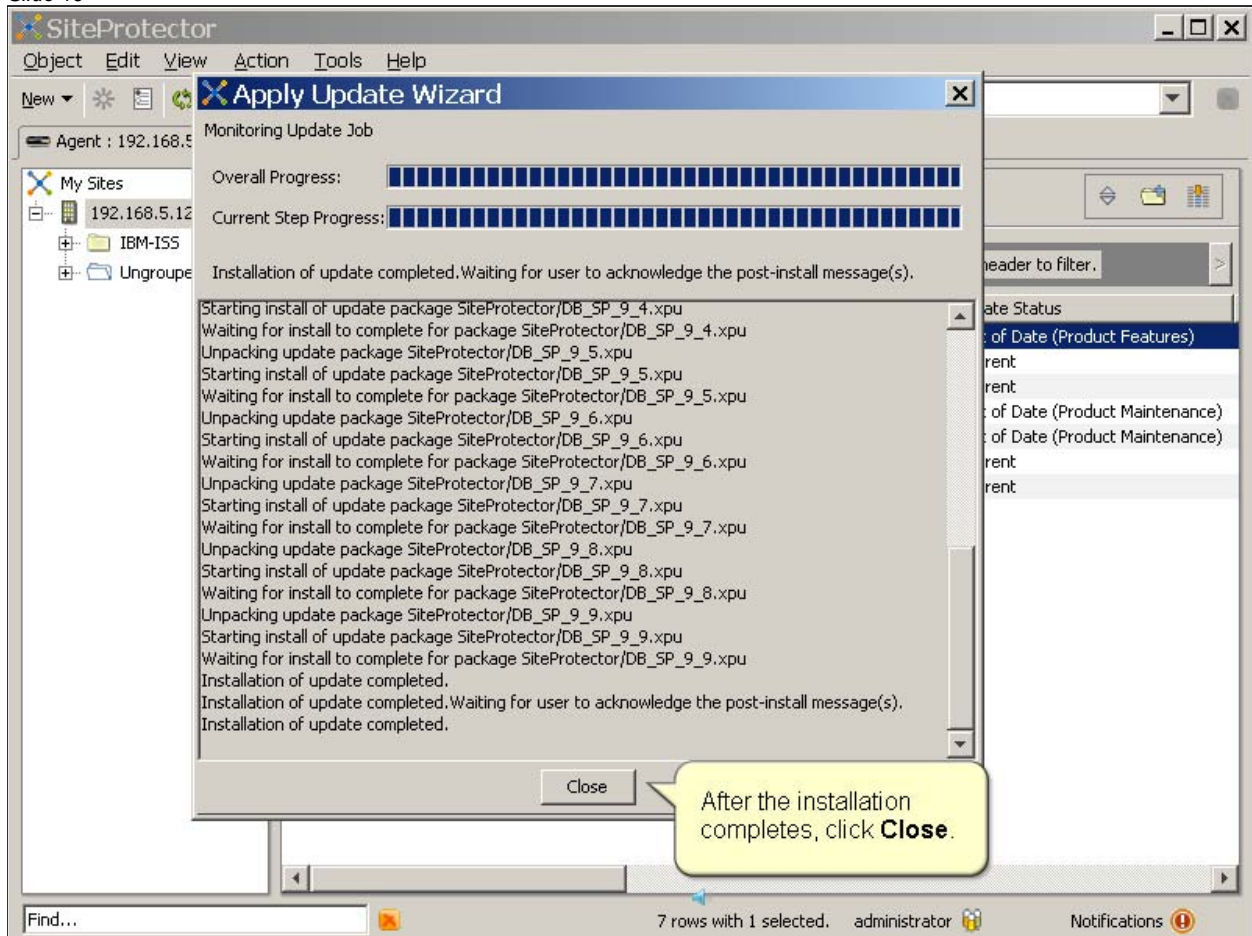 SiteProtector
Object Edit View Action Tools Help
New
Apply Update Wizard
Agent : 192.168.5
Monitoring Update Job
My Sites
192.168.5.12
IBM-ISS
Ungroupe
Overall Progress:
Current Step Progress:
Installation of update completed.Waiting for user to acknowledge the post-install message(s).
Starting install of update package SiteProtector/DB_SP_9_4.xpu
Waiting for install to complete for package SiteProtector/DB_SP_9_4.xpu
Unpacking update package SiteProtector/DB_SP_9_5.xpu
Starting install of update package SiteProtector/DB_SP_9_5.xpu
Waiting for install to complete for package SiteProtector/DB_SP_9_5.xpu
Unpacking update package SiteProtector/DB_SP_9_6.xpu
Starting install of update package SiteProtector/DB_SP_9_6.xpu
Waiting for install to complete for package SiteProtector/DB_SP_9_6.xpu
Unpacking update package SiteProtector/DB_SP_9_7.xpu
Starting install of update package SiteProtector/DB_SP_9_7.xpu
Waiting for install to complete for package SiteProtector/DB_SP_9_7.xpu
Unpacking update package SiteProtector/DB_SP_9_8.xpu
Starting install of update package SiteProtector/DB_SP_9_8.xpu
Waiting for install to complete for package SiteProtector/DB_SP_9_8.xpu
Unpacking update package SiteProtector/DB_SP_9_9.xpu
Starting install of update package SiteProtector/DB_SP_9_9.xpu
Waiting for install to complete for package SiteProtector/DB_SP_9_9.xpu
Installation of update completed.
Installation of update completed.Waiting for user to acknowledge the post-install message(s).
Installation of update completed.
Close
After the installation
completes, click Close.
header to filter.
ate Status
of Date (Product Features)
rent
rent
of Date (Product Maintenance)
of Date (Product Maintenance)
rent
rent
Find...
7 rows with 1 selected. administrator Notifications